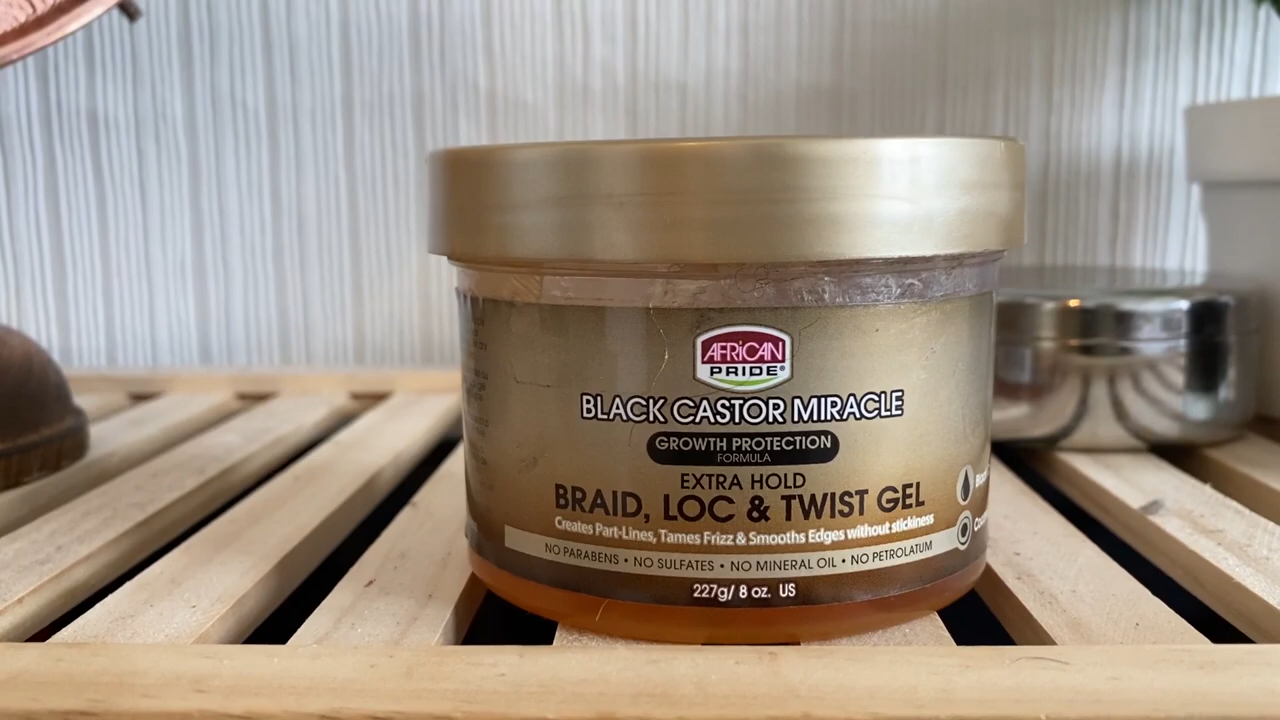 AFRICAN
PRIDE®
BLACK CASTOR MIRACLE
GROWTH PROTECTION
FORMULA
EXTRA HOLD
BRAID, LOC & TWIST GEL
Creates Part-Lines, Tames Frizz & Smooths Edges without stickiness
NO PARABENS • NO SULFATES • NO MINERAL OIL • NO PETROLATUM
227g/ 8 oz. US